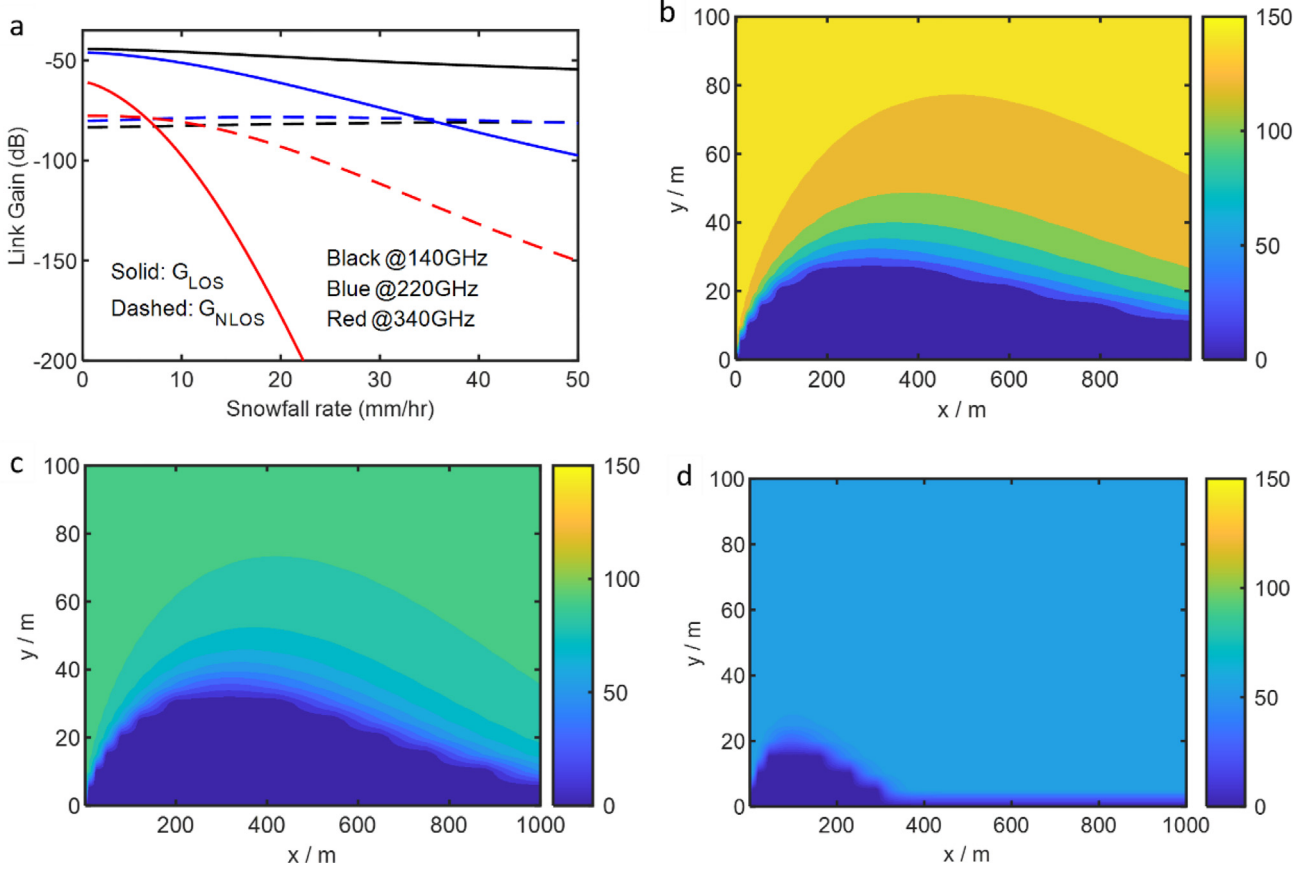 a
Link Gain (dB)
-50
-100
-150
-200
Solid: G_LOS
Dashed: G_NLOS
Black @140GHz
Blue @220GHz
Red @340GHz
0 10 20 30 40 50
Snowfall rate (mm/hr)
b
y / m
100
80
60
40
20
0
0 200 400 600 800
x / m
150
100
50
0
c
y / m
100
80
60
40
20
0
200 400 600 800 1000
x / m
150
100
50
0
d
y / m
100
80
60
40
20
0
200 400 600 800 1000
x / m
150
100
50
0